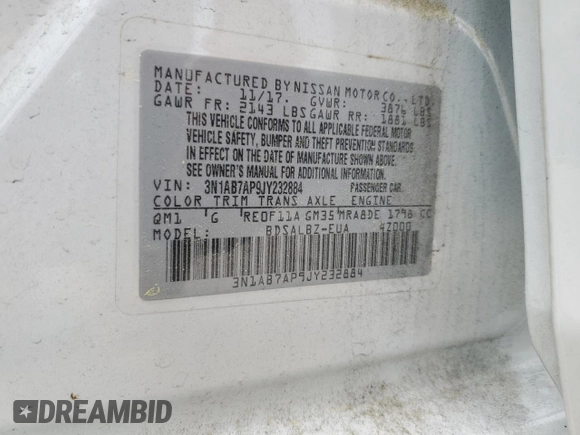 MANUFACTURED BY NISSAN MOTOR CO., LTD.
DATE: 11/17. GVWR: 3876 LBS
GAWR FR: 2143 LBS GAWR RR: 1881 LBS
THIS VEHICLE CONFORMS TO ALL APPLICABLE FEDERAL MOTOR
VEHICLE SAFETY, BUMPER AND THEFT PREVENTION STANDARDS
IN EFFECT ON THE DATE OF MANUFACTURE SHOWN ABOVE.
SEE OWNER'S MANUAL FOR ADDITIONAL INFORMATION.
VIN: 3N1AB7AP9JY232884 PASSENGER CAR
COLOR TRIM TRANS AXLE ENGINE
QM1 G RE0F11A GM35 MRA8DE 1798 CC
MODEL: BDSALBZ-EUA 4Z000
3N1AB7AP9JY232884
DREAMBID